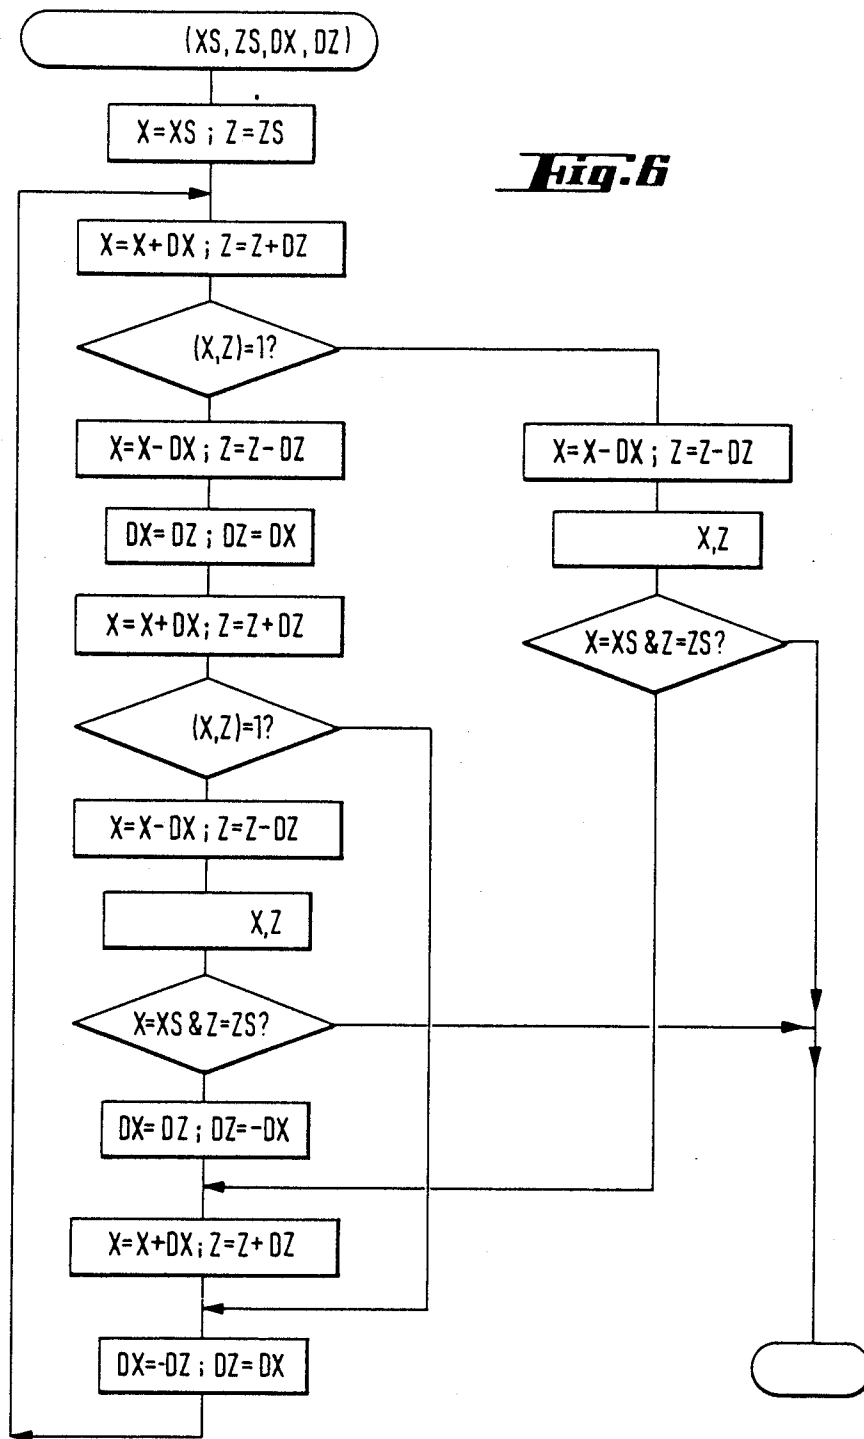 (XS, ZS, DX, DZ)
X=XS ; Z=ZS
Fig.6
X=X+DX ; Z=Z+DZ
(X,Z)=1?
X=X-DX ; Z=Z-DZ
X=X-DX ; Z=Z-DZ
DX=DZ ; DZ=DX
X,Z
X=X+DX ; Z=Z+DZ
X=XS & Z=ZS?
(X,Z)=1?
X=X-DX ; Z=Z-DZ
X,Z
X=XS & Z=ZS?
DX=DZ ; DZ=-DX
X=X+DX ; Z=Z+DZ
DX=-DZ ; DZ=DX